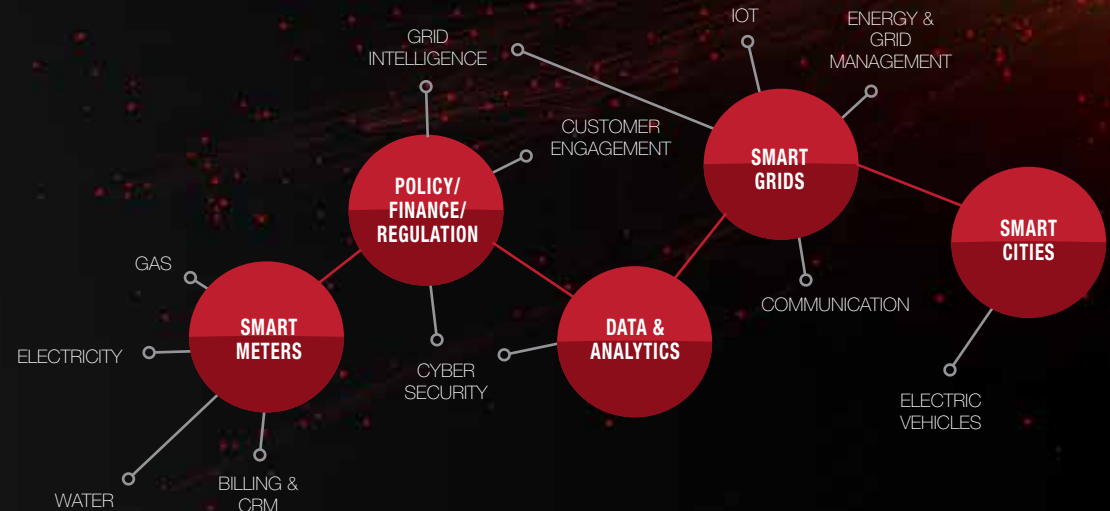 IOT
ENERGY &
GRID
MANAGEMENT
GRID
INTELLIGENCE
CUSTOMER
ENGAGEMENT
SMART
GRIDS
POLICY/
FINANCE/
REGULATION
SMART
CITIES
GAS
COMMUNICATION
SMART
METERS
DATA &
ANALYTICS
ELECTRICITY
CYBER
SECURITY
ELECTRIC
VEHICLES
BILLING &
CRM
WATER